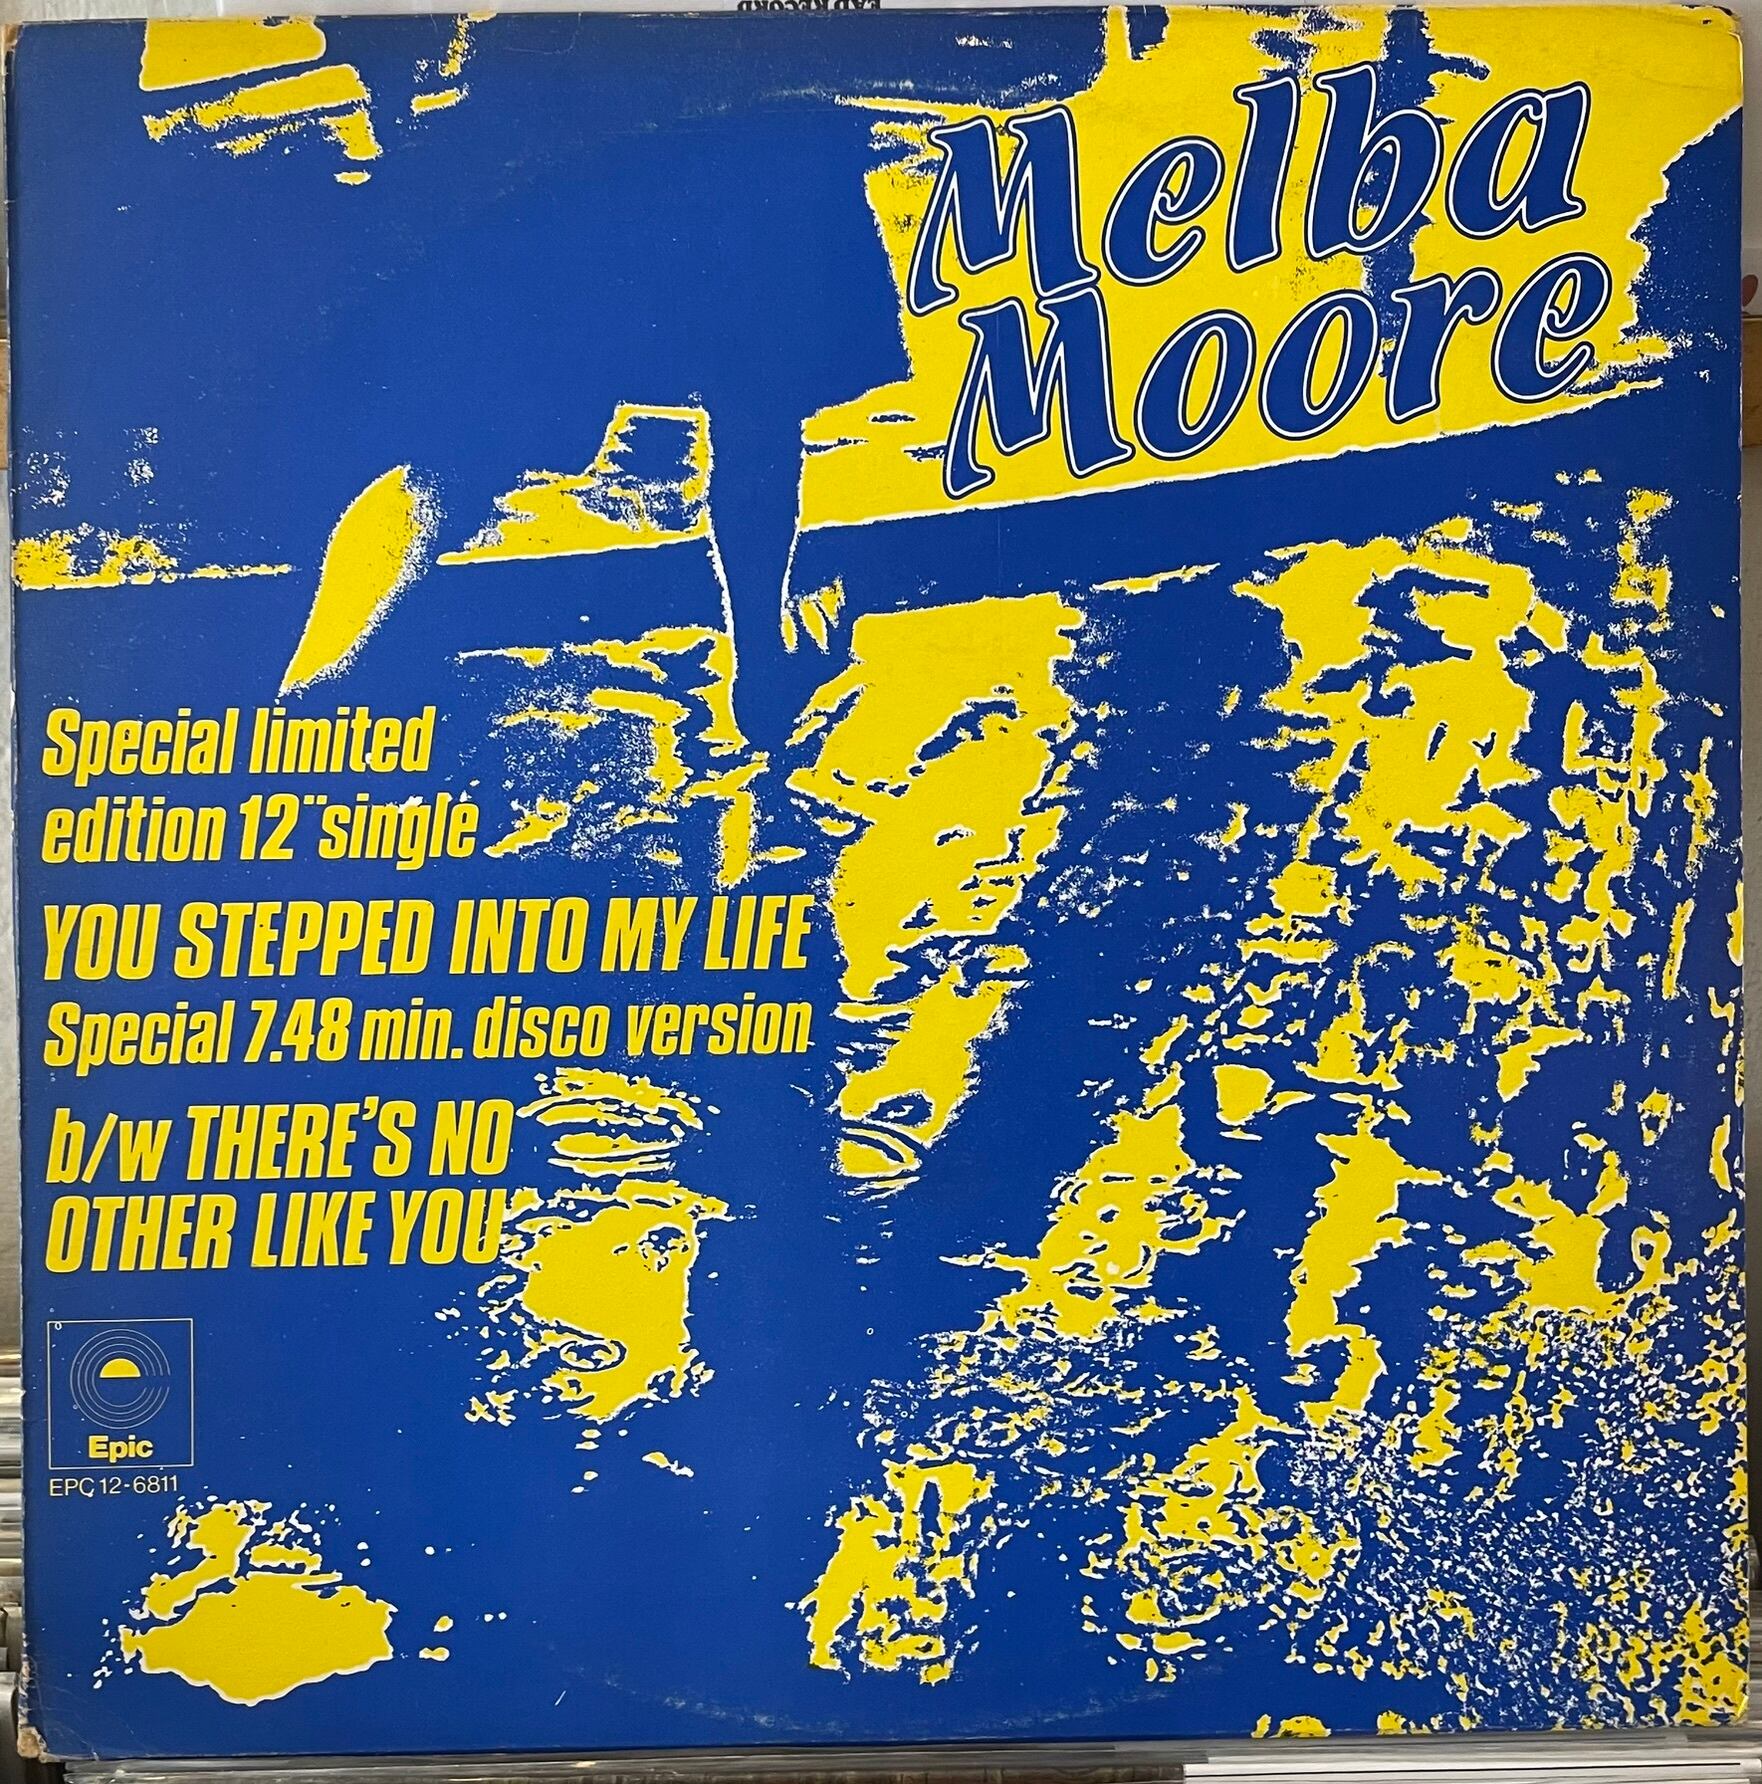 Melba
Moore
Special limited
edition 12" single
YOU STEPPED INTO MY LIFE
Special 7.48 min. disco version
b/w THERE'S NO
OTHER LIKE YOU
Epic
EPC 12-6811